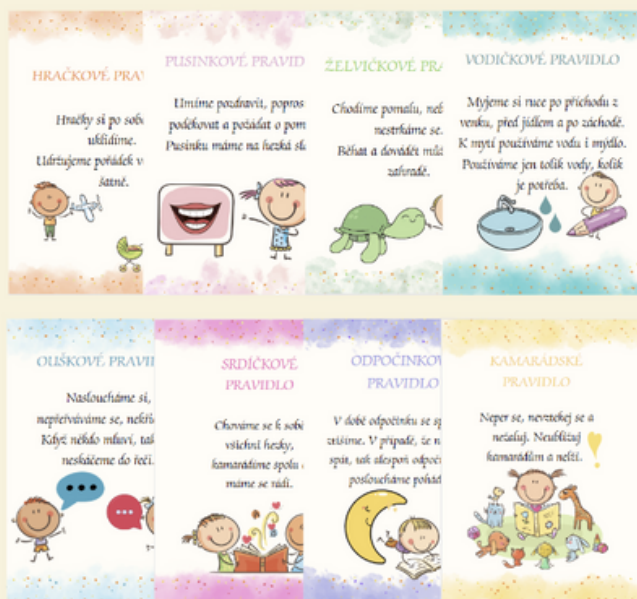 HRAČKOVÉ PRA
Hračky si po sob
uklidíme.
Udržujeme pořádek v
šatně.
PUSINKOVÉ PRAVID
Umíme pozdravit, popros
poděkovat a požádat o pom
Pusinku máme na hezká sl
ŽELVIČKOVÉ PR
Chodíme pomalu, neb
nestrkáme se.
Běhat a dovádět mů
zahradě.
VODIČKOVÉ PRAVIDLO
Myjeme si ruce po příchodu z
venku, před jídlem a po záchodě.
K mytí používáme vodu i mýdlo.
Používáme jen tolik vody, kolik
je potřeba.
OUŠKOVÉ PRAVI
Nasloucháme si,
nepřerýváváme se, nekři
Když někdo mluví, tak
neskáčeme do řeči.
SRDÍČKOVÉ
PRAVIDLO
Chováme se k sobě
všichni hezky,
kamarádíme spolu
máme se rádi.
ODPOČINKOV
PRAVIDLO
V době odpočinku se
ztišíme. V případě, že n
spát, tak alespoň odpoč
posloucháme pohád
KAMARÁDSKÉ
PRAVIDLO
Neper se, nevztekej se a
nežaluj. Neubližuj
kamarádům a nelži.